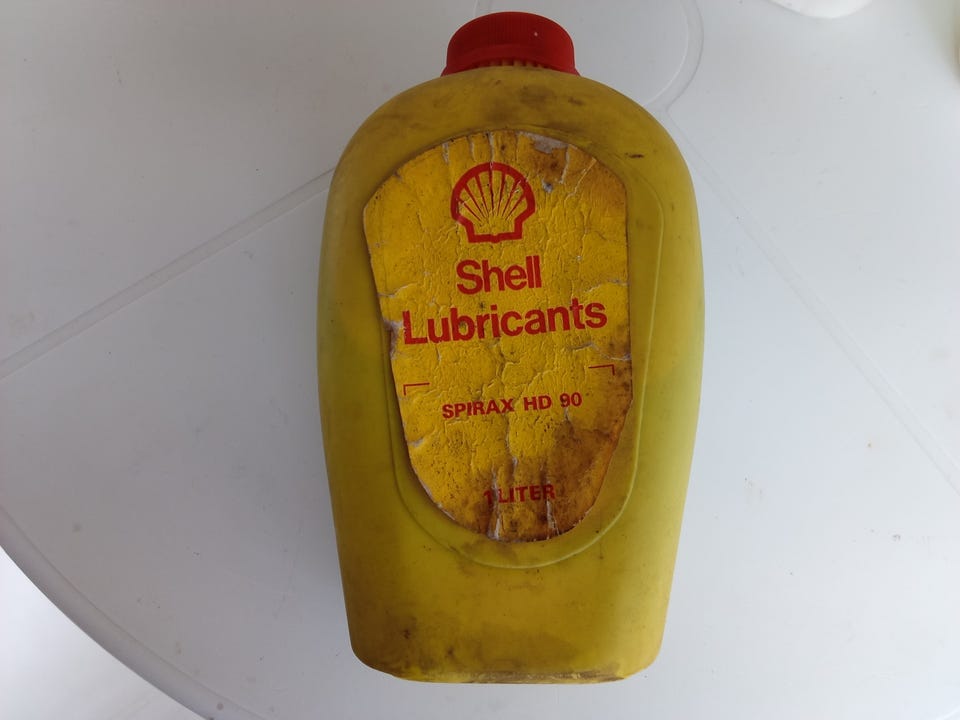 Shell
Lubricants
SPIRAX HD 90
1 LITER